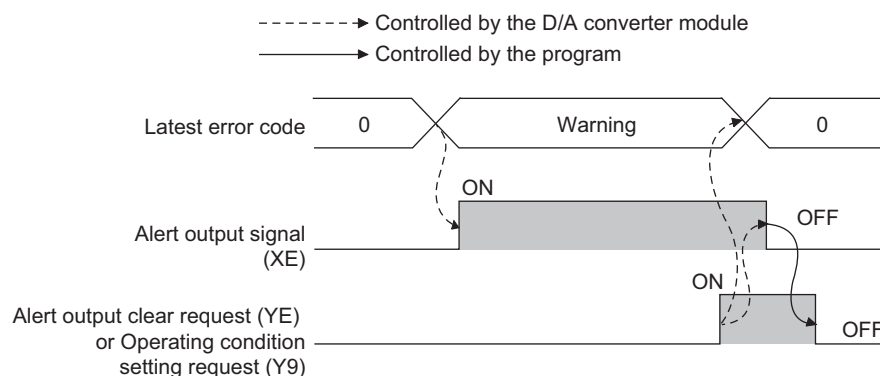 Controlled by the D/A converter module
Controlled by the program
Latest error code
0
Warning
0
ON
Alert output signal
(XE)
OFF
ON
Alert output clear request (YE)
or Operating condition
setting request (Y9)
OFF